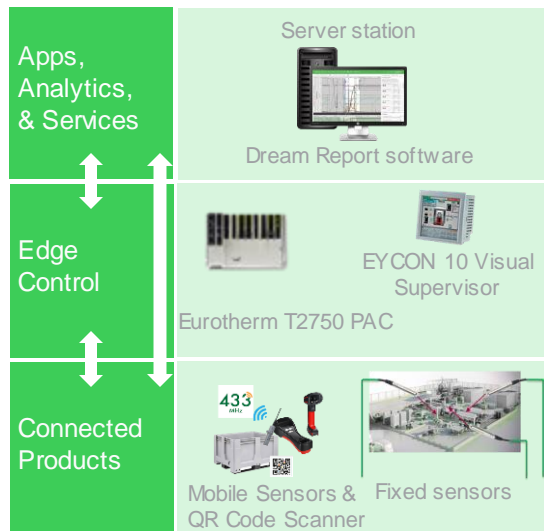 Apps,
Analytics,
& Services
Server station
Dream Report software
Edge
Control
EYCON 10 Visual
Supervisor
Eurotherm T2750 PAC
Connected
Products
433
MHz
Mobile Sensors &
QR Code Scanner
Fixed sensors